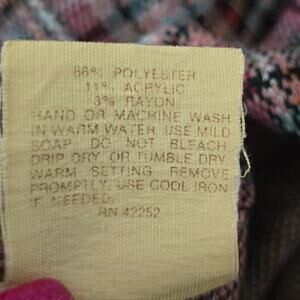 86% POLYESTER
11% ACRYLIC
3% RAYON
HAND OR MACHINE WASH
IN WARM WATER USE MILD
SOAP DO NOT BLEACH
DRIP DRY OR TUMBLE DRY
WARM SETTING REMOVE
PROMPTLY. USE COOL IRON
IF NEEDED.
RN 42252